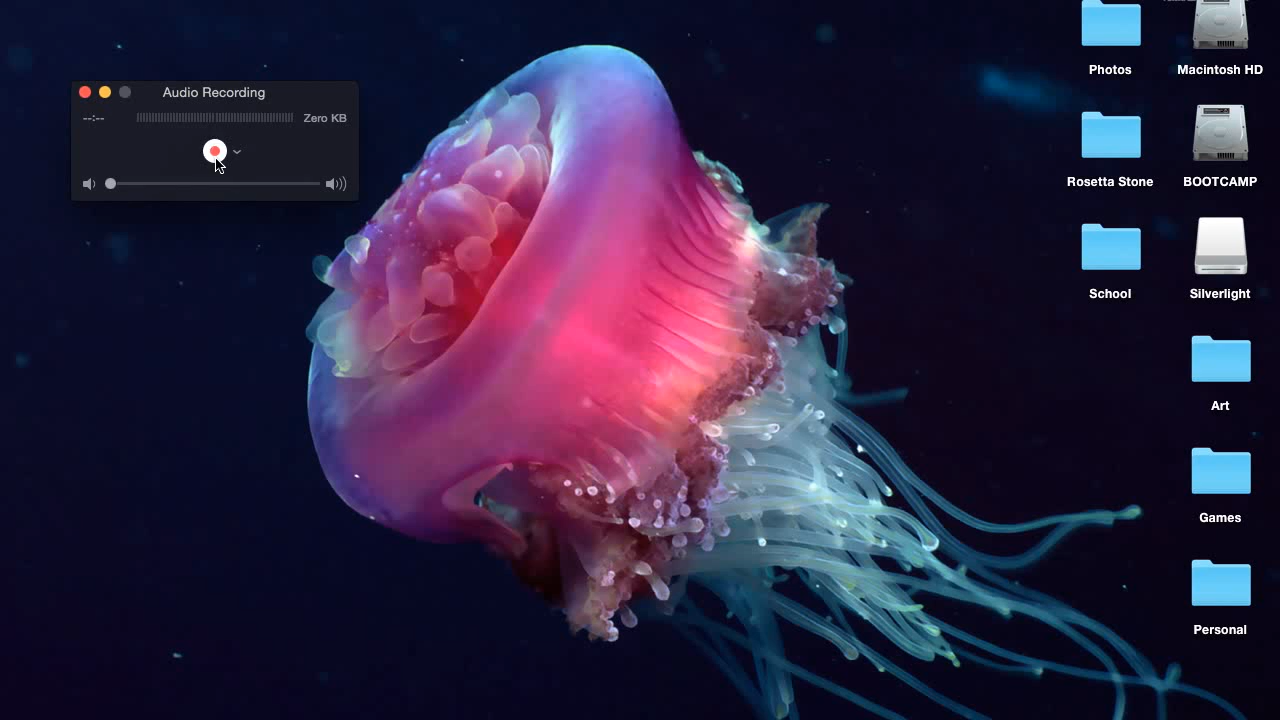 Audio Recording
--:--
Zero KB
Photos
Macintosh HD
Rosetta Stone
BOOTCAMP
School
Silverlight
Art
Games
Personal